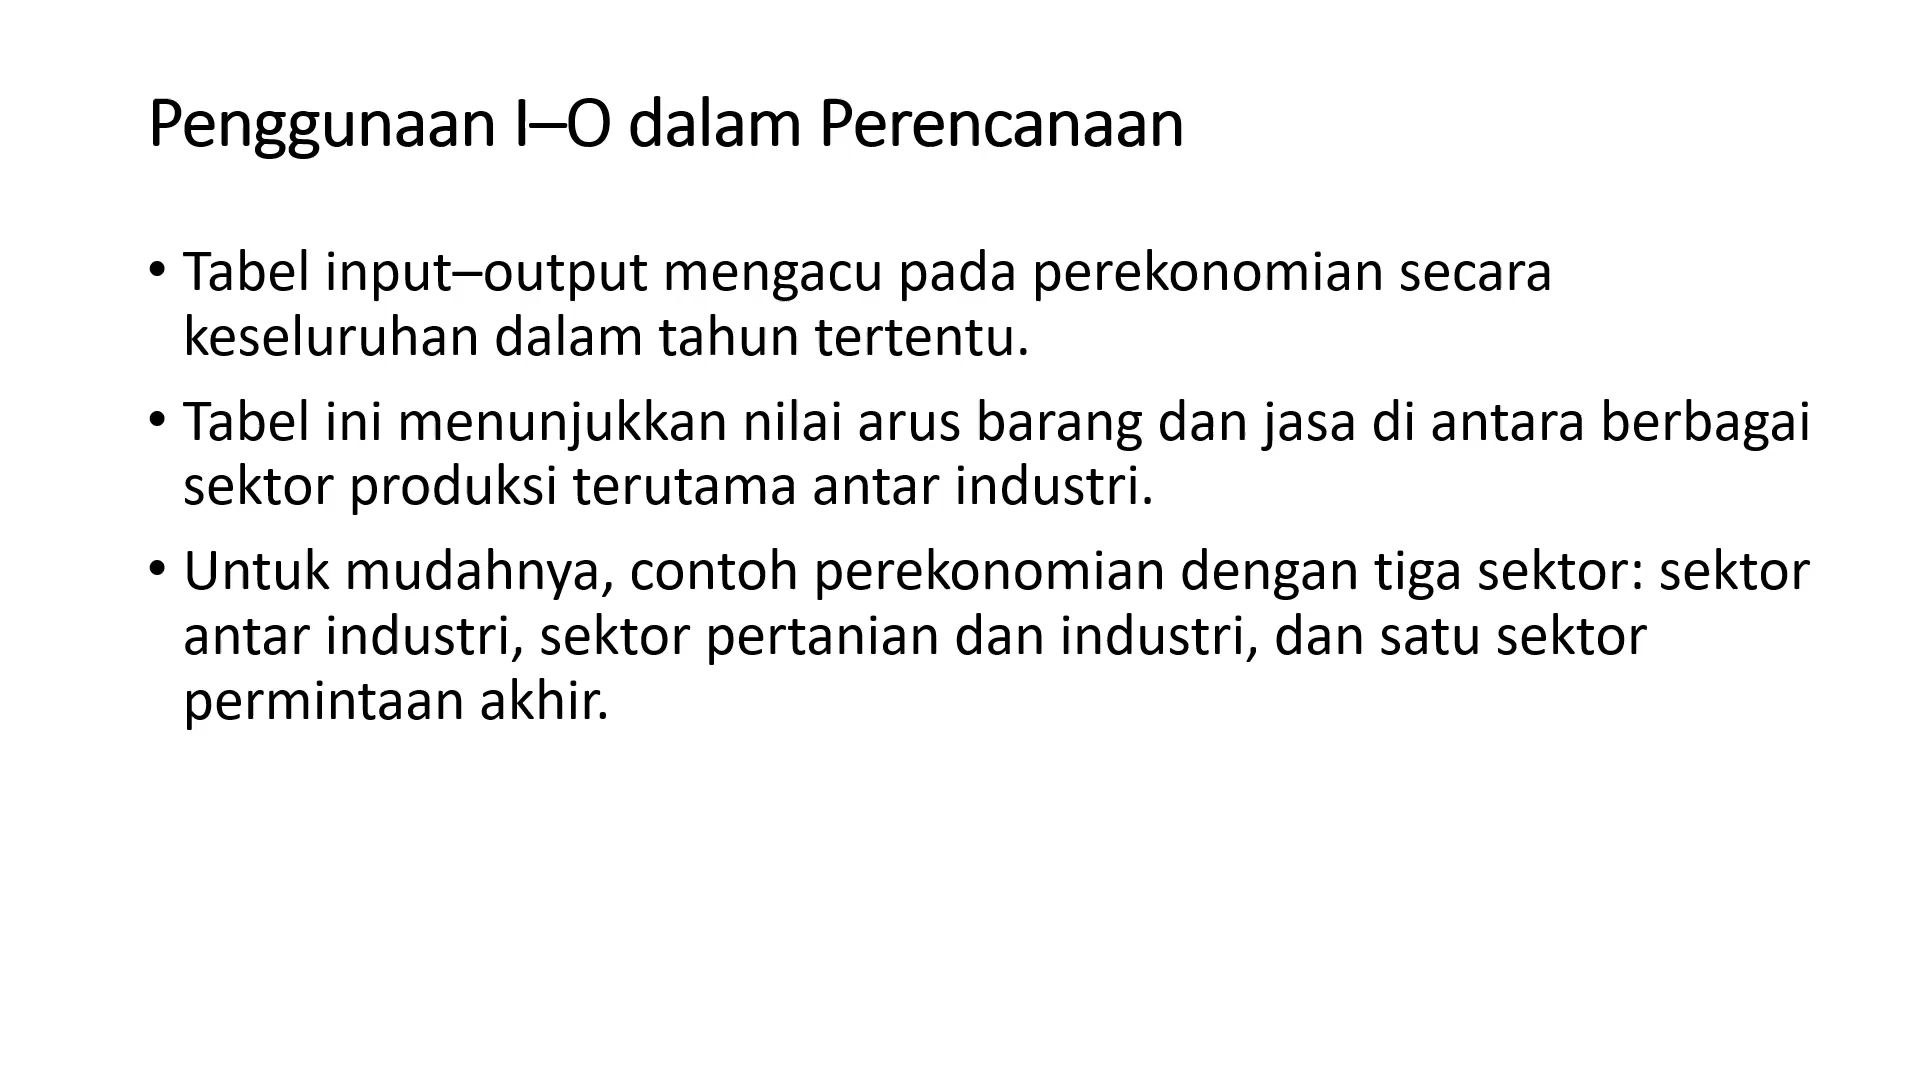 Penggunaan I–O dalam Perencanaan
• Tabel input–output mengacu pada perekonomian secara
keseluruhan dalam tahun tertentu.
• Tabel ini menunjukkan nilai arus barang dan jasa di antara berbagai
sektor produksi terutama antar industri.
• Untuk mudahnya, contoh perekonomian dengan tiga sektor: sektor
antar industri, sektor pertanian dan industri, dan satu sektor
permintaan akhir.